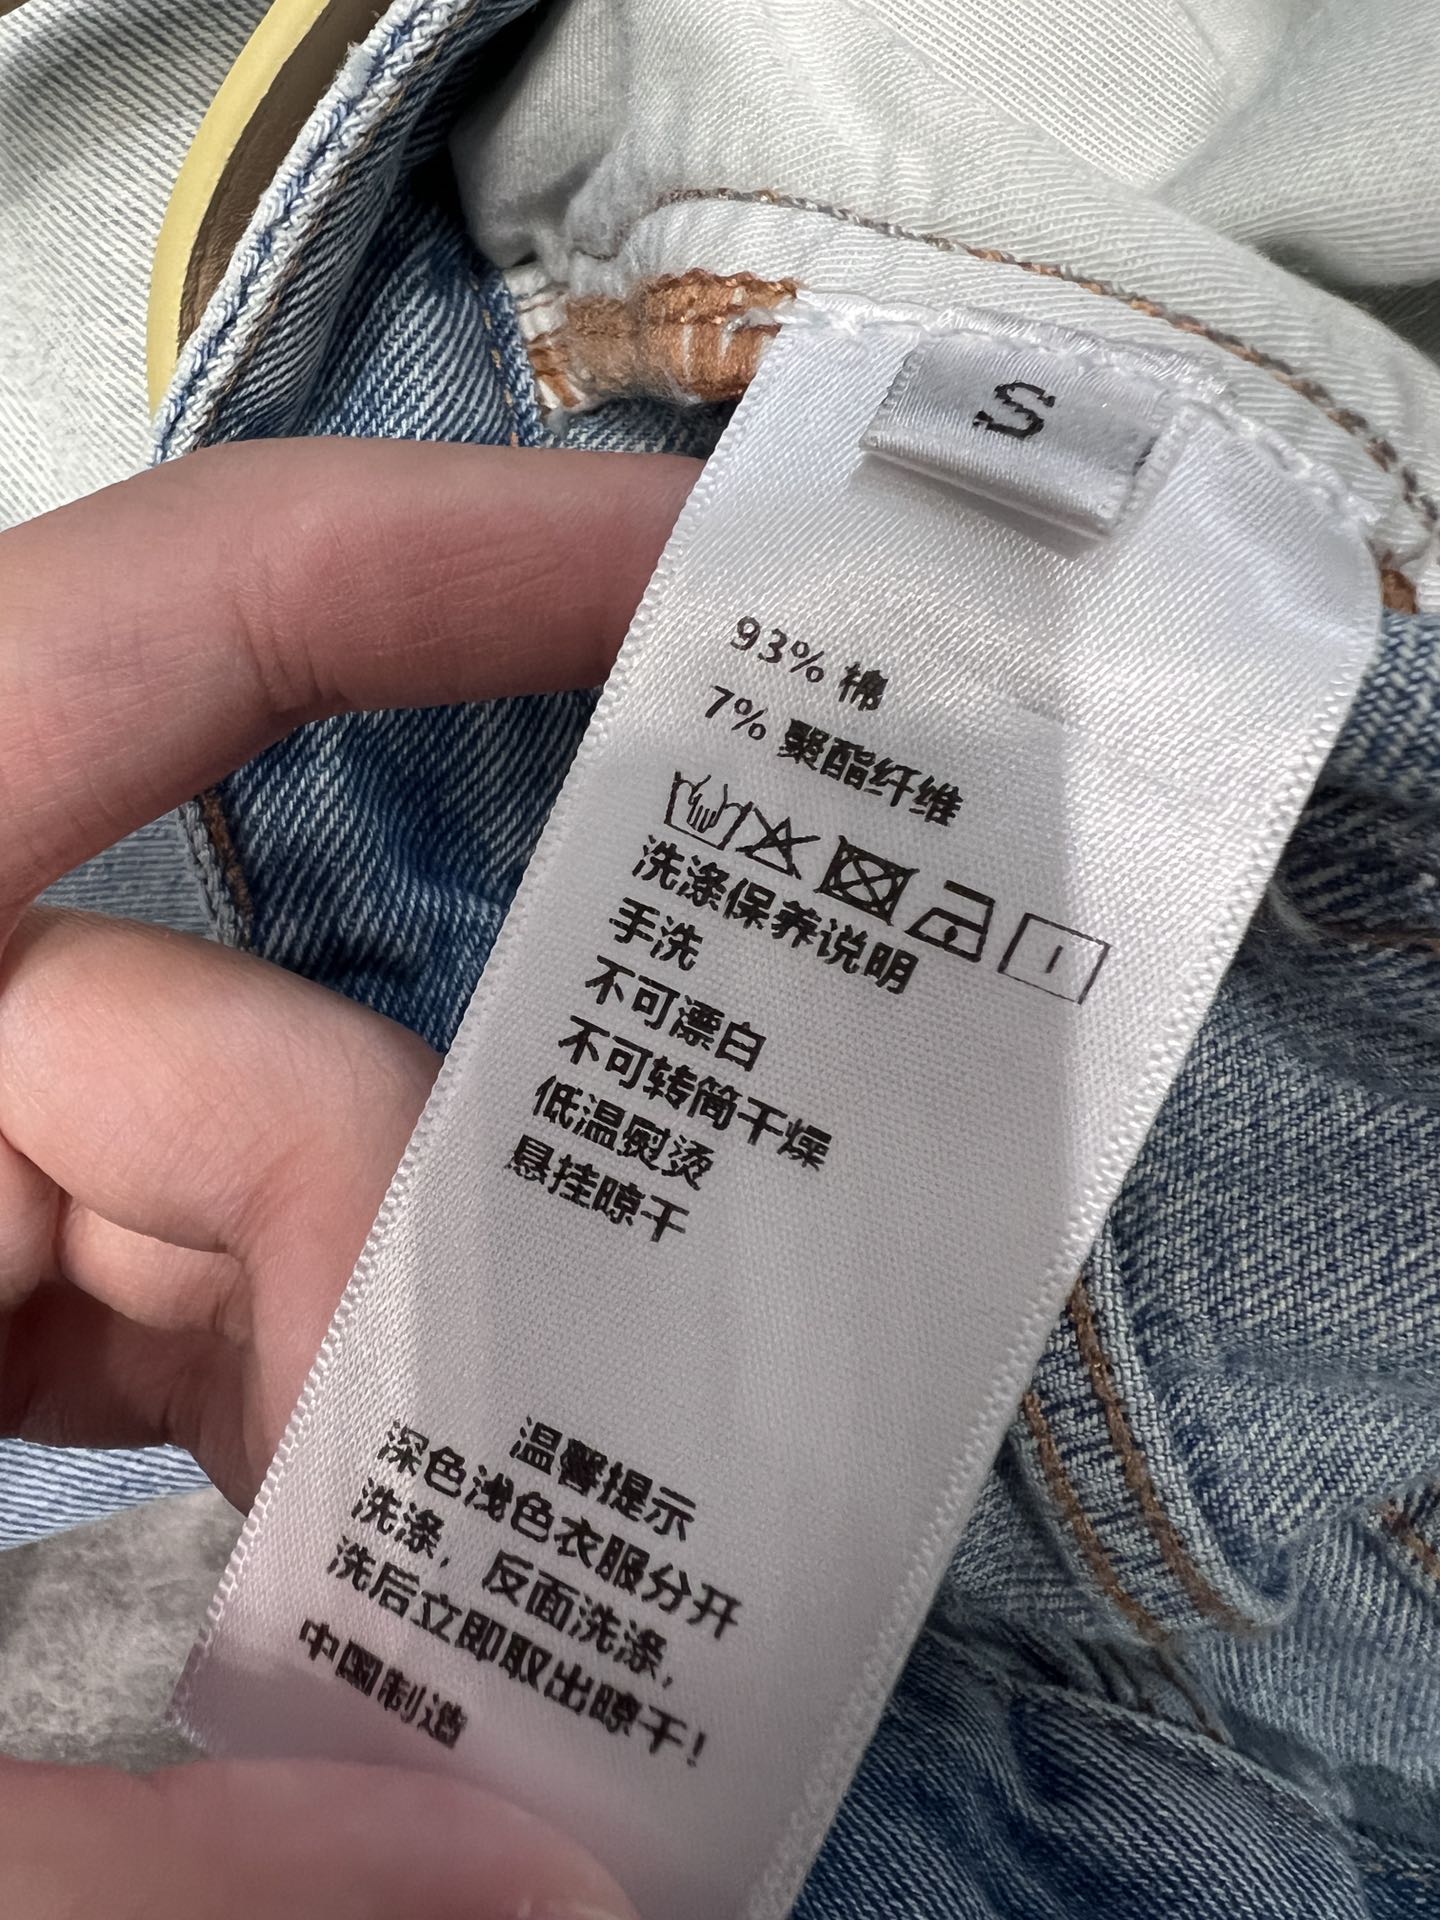 S
93% 棉
7% 聚酯纤维
洗涤保养说明
手洗
不可漂白
不可转筒干燥
低温熨烫
悬挂晾干
温馨提示
深色浅色衣服分开
洗涤，反面洗涤，
洗后立即取出晾干！
中国制造